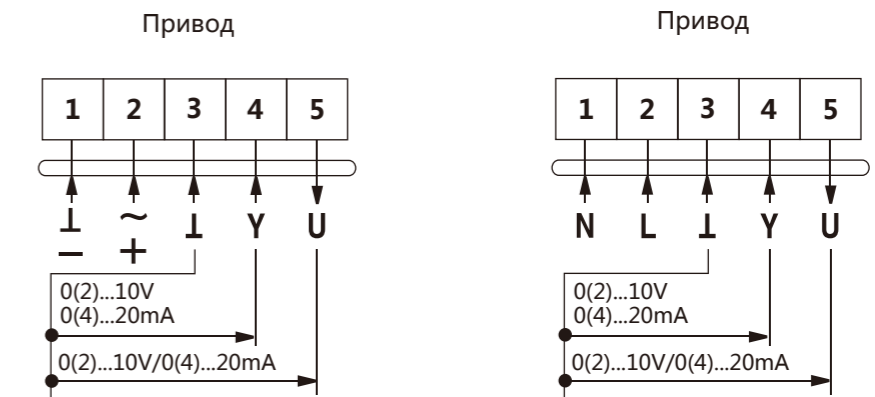 Привод
1 2 3 4 5
⊥ ~ ⊥ Y U
– +
0(2)...10V
0(4)...20mA
0(2)...10V/0(4)...20mA
Привод
1 2 3 4 5
N L ⊥ Y U
0(2)...10V
0(4)...20mA
0(2)...10V/0(4)...20mA